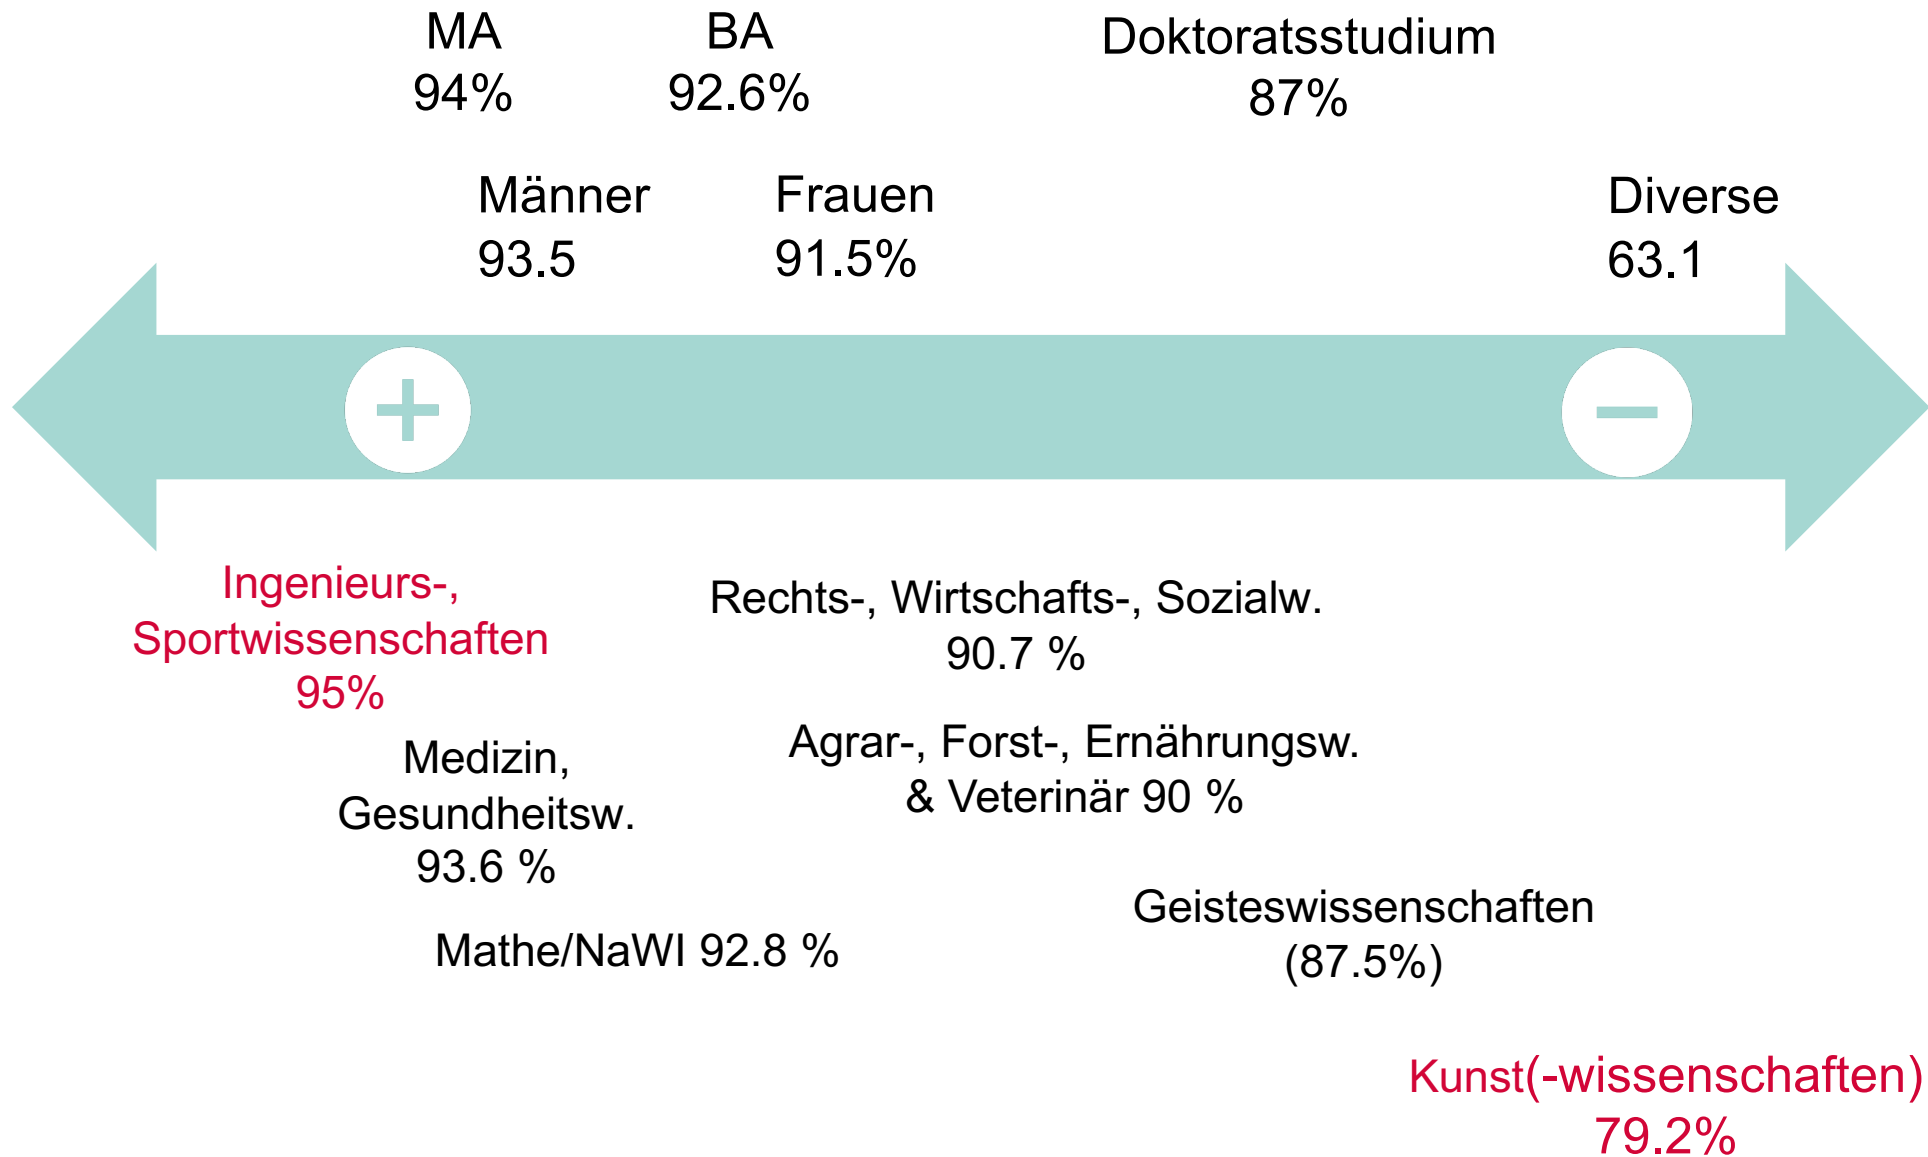 MA
94%
BA
92.6%
Doktoratsstudium
87%
Männer
93.5
Frauen
91.5%
Diverse
63.1
Ingenieurs-,
Sportwissenschaften
95%
Rechts-, Wirtschafts-, Sozialw.
90.7 %
Medizin,
Gesundheitsw.
93.6 %
Agrar-, Forst-, Ernährungsw.
& Veterinär 90 %
Mathe/NaWI 92.8 %
Geisteswissenschaften
(87.5%)
Kunst(-wissenschaften)
79.2%